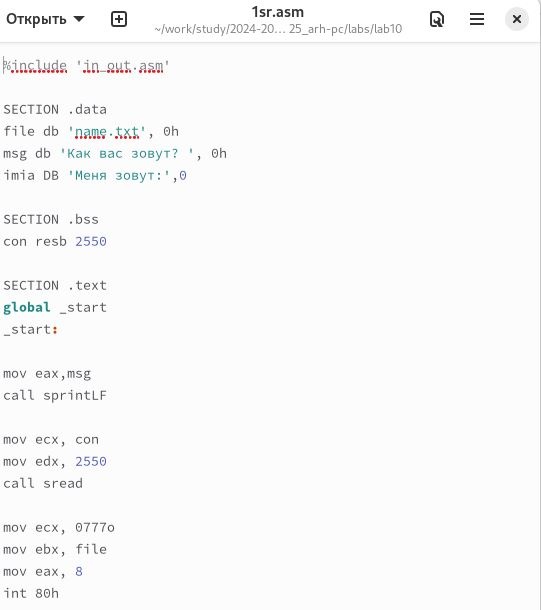 Открыть
1sr.asm
~/work/study/2024-20... 25_arh-pc/labs/lab10
%include 'in_out.asm'
SECTION .data
file db 'name.txt', 0h
msg db 'Как вас зовут? ', 0h
imia DB 'Меня зовут:',0
SECTION .bss
con resb 2550
SECTION .text
global _start
_start:
mov eax,msg
call sprintLF
mov ecx, con
mov edx, 2550
call sread
mov ecx, 0777o
mov ebx, file
mov eax, 8
int 80h